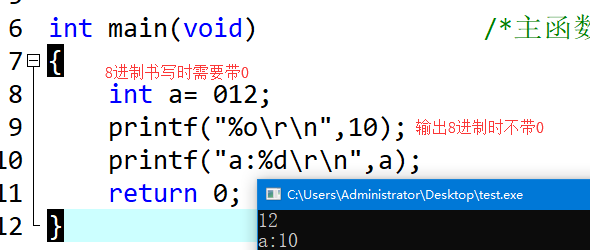 6 int main(void) /*主函数
7 {
8进制书写时需要带0
8 int a= 012;
9 printf("%o\r\n",10); 输出8进制时不带0
10 printf("a:%d\r\n",a);
11 return 0;
C:\Users\Administrator\Desktop\test.exe
12 }
12
a:10